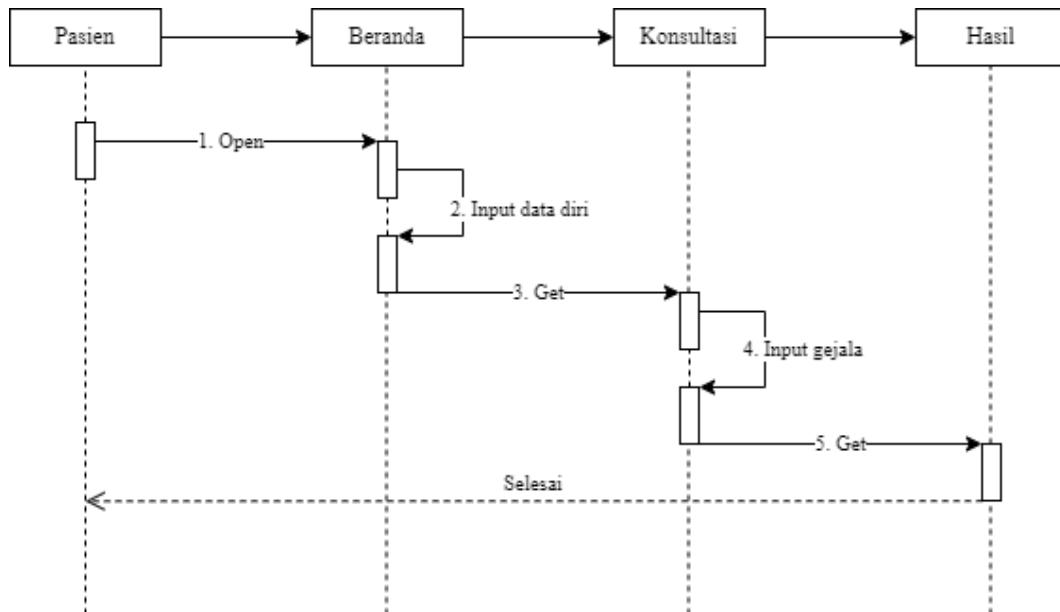 Pasien
Beranda
Konsultasi
Hasil
1. Open
2. Input data diri
3. Get
4. Input gejala
5. Get
Selesai